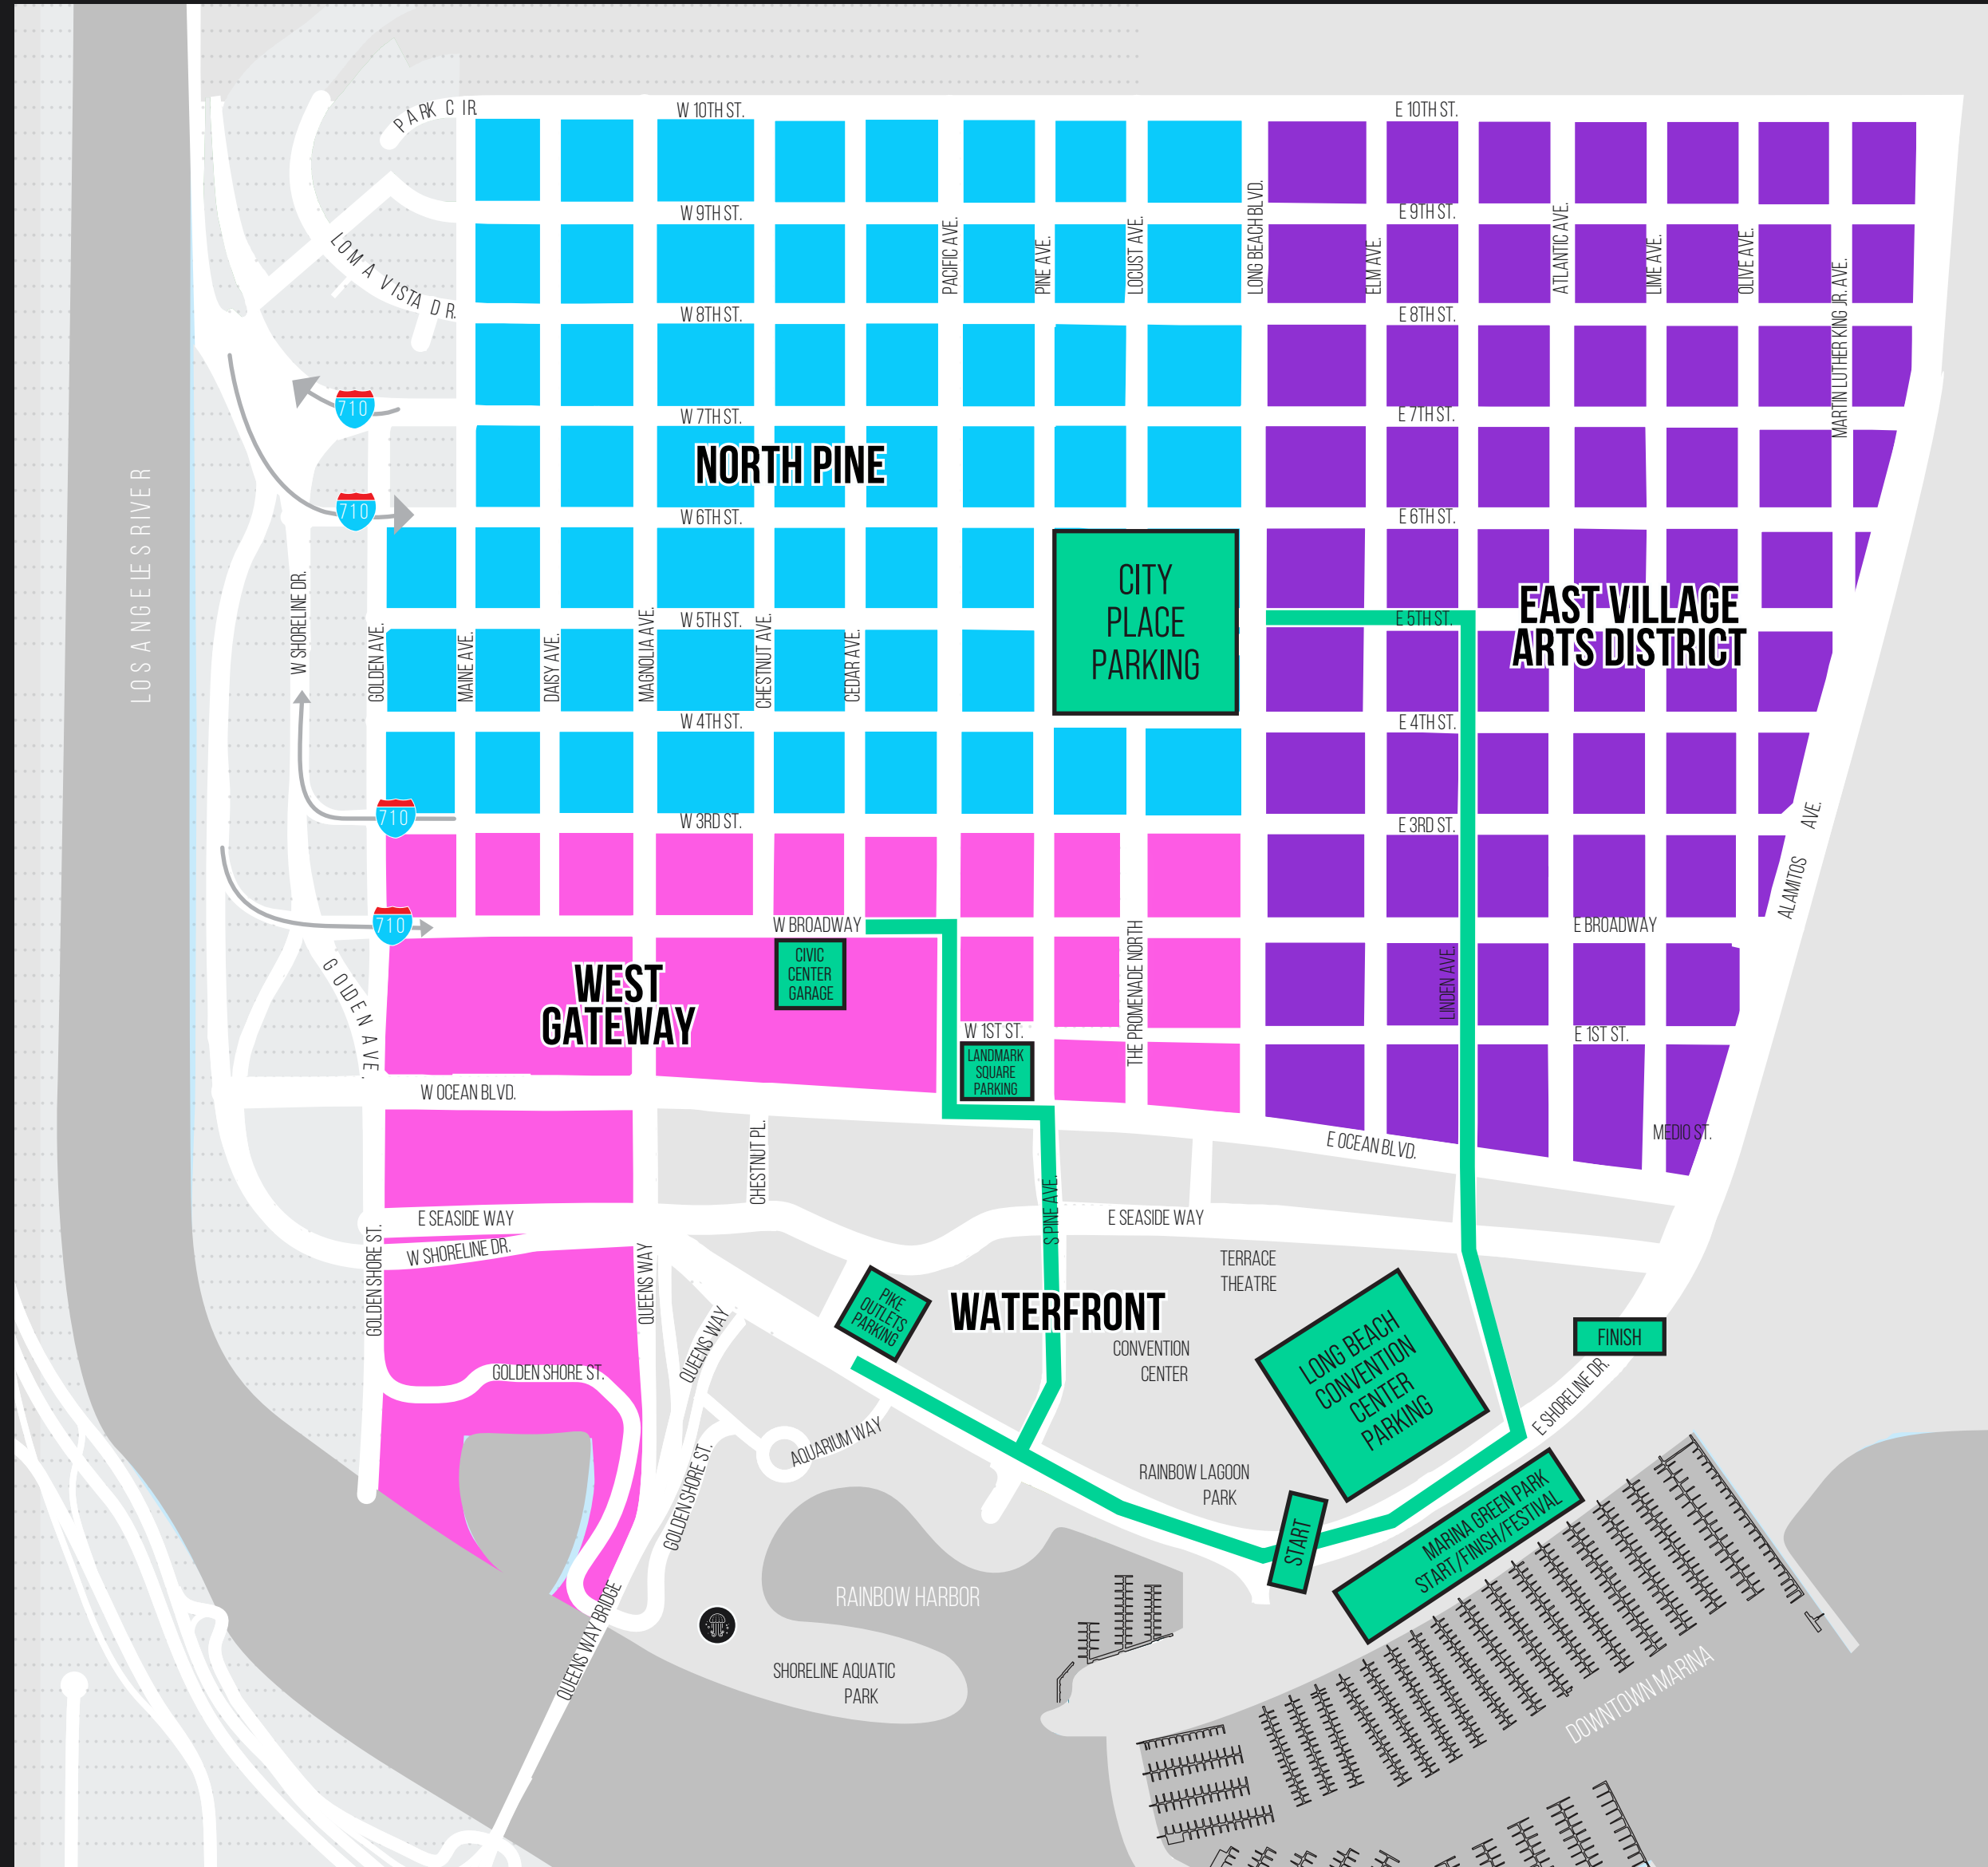 PARK CIR.
W 10TH ST.
E 10TH ST.
W 9TH ST.
E 9TH ST.
LOMA VISTA DR.
PACIFIC AVE.
PINE AVE.
LOCUST AVE.
LONG BEACH BLVD.
ELM AVE.
ATLANTIC AVE.
LIME AVE.
OLIVE AVE.
MARTIN LUTHER KING JR. AVE.
W 8TH ST.
E 8TH ST.
710
W 7TH ST.
E 7TH ST.
NORTH PINE
LOS ANGELES RIVER
710
W 6TH ST.
E 6TH ST.
CITY
PLACE
PARKING
EAST VILLAGE
ARTS DISTRICT
W SHORELINE DR.
GOLDEN AVE.
MAINE AVE.
DAISY AVE.
MAGNOLIA AVE.
CHESTNUT AVE.
CEDAR AVE.
W 5TH ST.
E 5TH ST.
W 4TH ST.
E 4TH ST.
710
W 3RD ST.
E 3RD ST.
ALAMITOS AVE.
710
W BROADWAY
E BROADWAY
GOLDEN AVE.
WEST
GATEWAY
CIVIC
CENTER
GARAGE
THE PROMENADE NORTH
LINDEN AVE.
W 1ST ST.
E 1ST ST.
LANDMARK
SQUARE
PARKING
W OCEAN BLVD.
E OCEAN BLVD.
MEDIO ST.
CHESTNUT PL.
S PINE AVE.
E SEASIDE WAY
E SEASIDE WAY
W SHORELINE DR.
GOLDEN SHORE ST.
QUEENS WAY
QUEENS WAY
TERRACE
THEATRE
PIKE
OUTLETS
PARKING
WATERFRONT
CONVENTION
CENTER
LONG BEACH
CONVENTION
CENTER
PARKING
FINISH
E SHORELINE DR.
GOLDEN SHORE ST.
AQUARIUM WAY
GOLDEN SHORE ST.
RAINBOW LAGOON
PARK
START
MARINA GREEN PARK
START/FINISH/FESTIVAL
RAINBOW HARBOR
QUEENS WAY BRIDGE
SHORELINE AQUATIC
PARK
DOWNTOWN MARINA